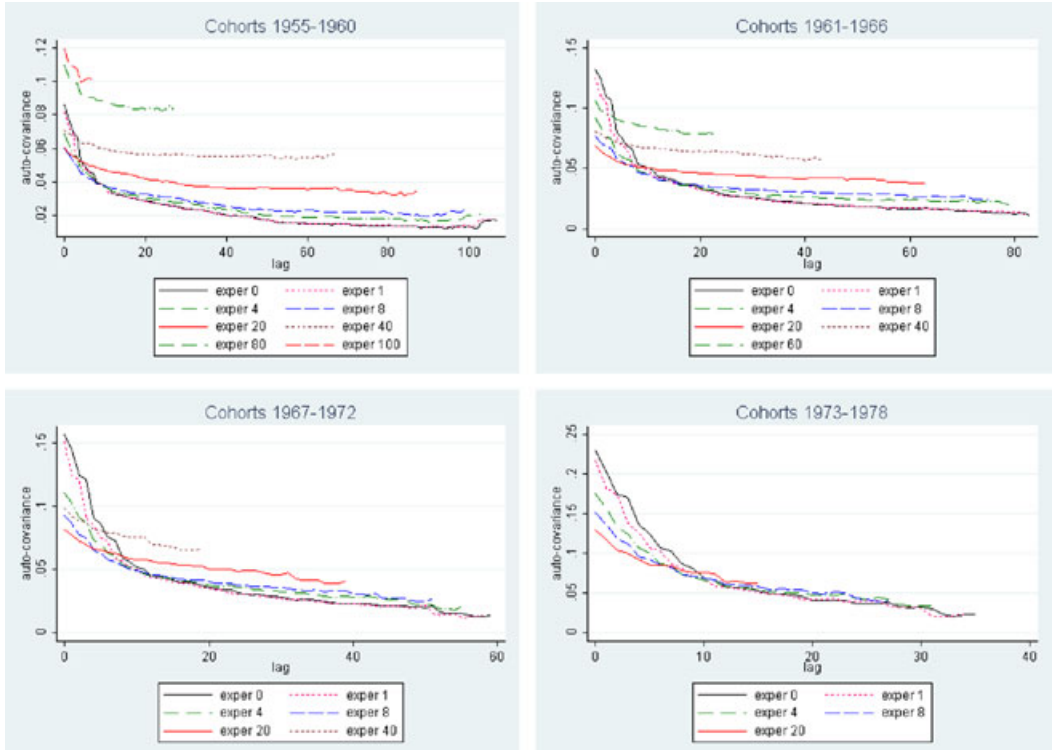 Cohorts 1955-1960
auto-covariance
.02 .04 .06 .08 .1 .12
0 20 40 60 80 100
lag
exper 0 exper 1
exper 4 exper 8
exper 20 exper 40
exper 80 exper 100
Cohorts 1961-1966
auto-covariance
0 .05 .1 .15
0 20 40 60 80
lag
exper 0 exper 1
exper 4 exper 8
exper 20 exper 40
exper 60
Cohorts 1967-1972
auto-covariance
0 .05 .1 .15
0 20 40 60
lag
exper 0 exper 1
exper 4 exper 8
exper 20 exper 40
Cohorts 1973-1978
auto-covariance
0 .05 .1 .15 .2 .25
0 10 20 30 40
lag
exper 0 exper 1
exper 4 exper 8
exper 20